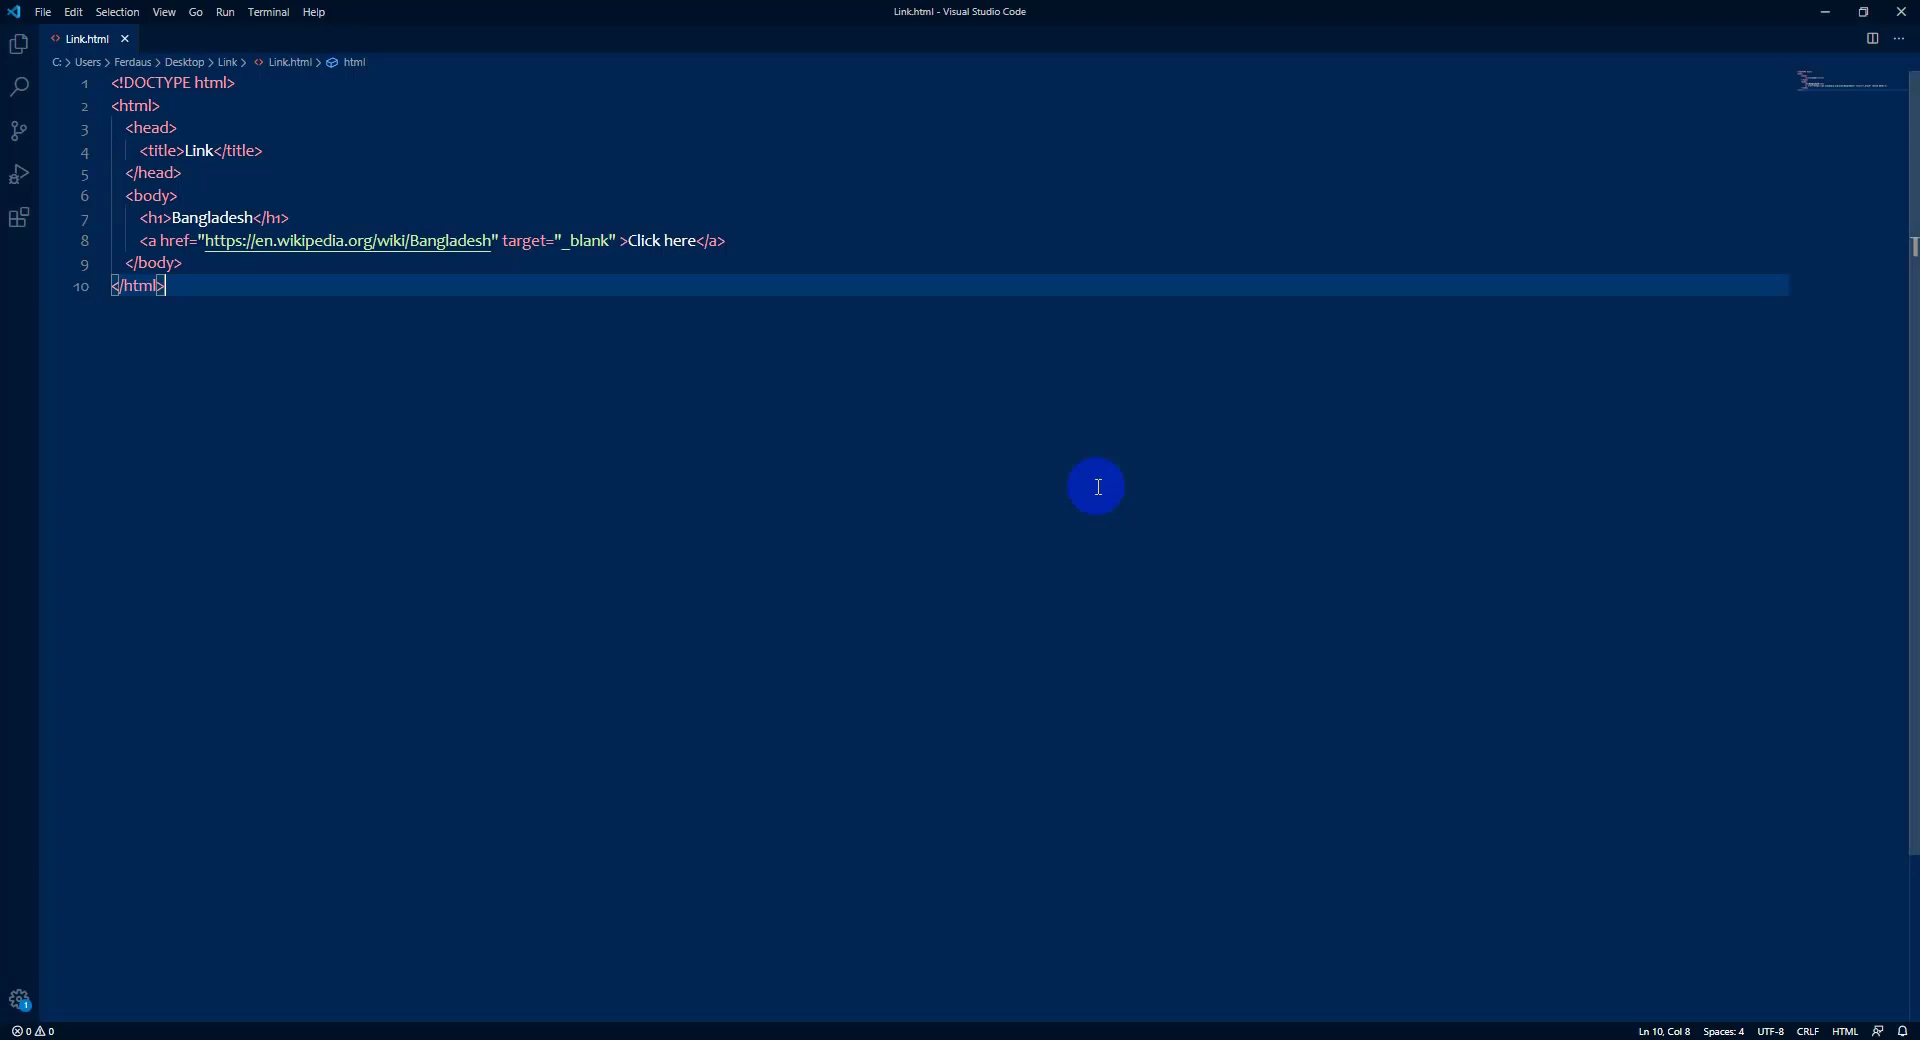 File Edit Selection View Go Run Terminal Help Link.html - Visual Studio Code
Link.html
C: > Users > Ferdaus > Desktop > Link > Link.html > html
1 <!DOCTYPE html>
2 <html>
3 <head>
4 <title>Link</title>
5 </head>
6 <body>
7 <h1>Bangladesh</h1>
8 <a href="https://en.wikipedia.org/wiki/Bangladesh" target="_blank" >Click here</a>
9 </body>
10 </html>
1
0 0 Ln 10, Col 8 Spaces: 4 UTF-8 CRLF HTML